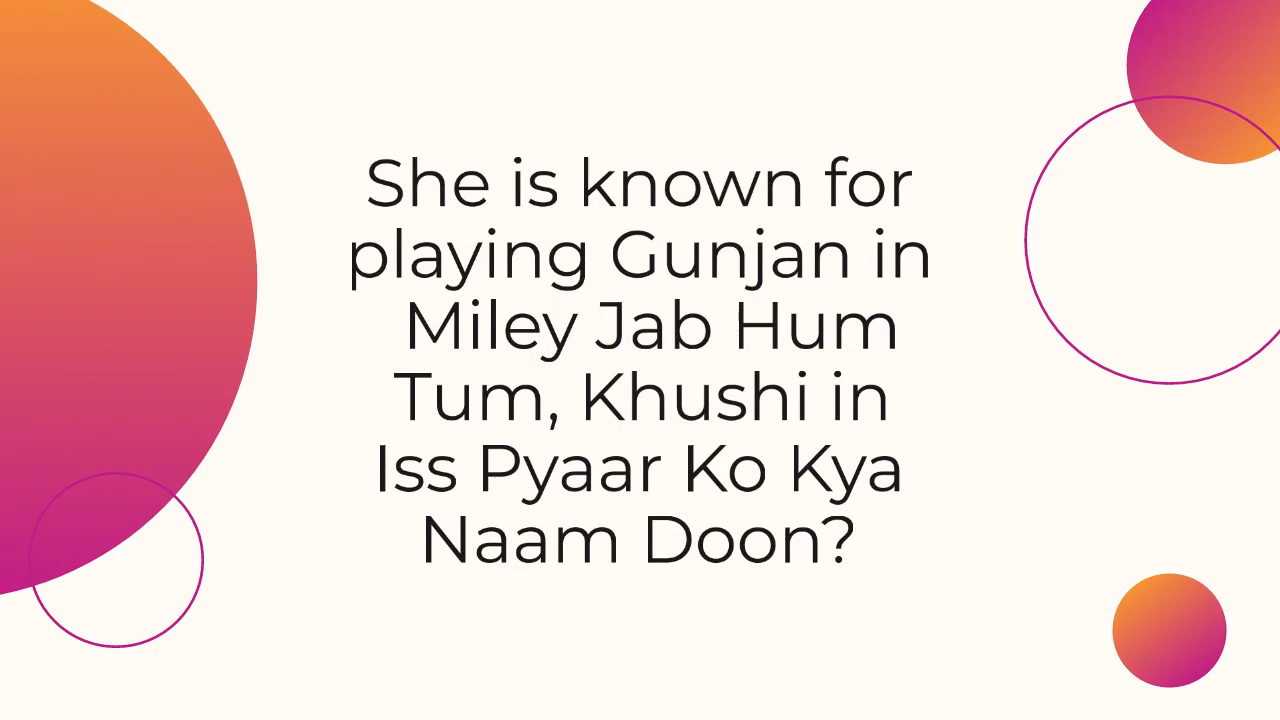 She is known for
playing Gunjan in
Miley Jab Hum
Tum, Khushi in
Iss Pyaar Ko Kya
Naam Doon?